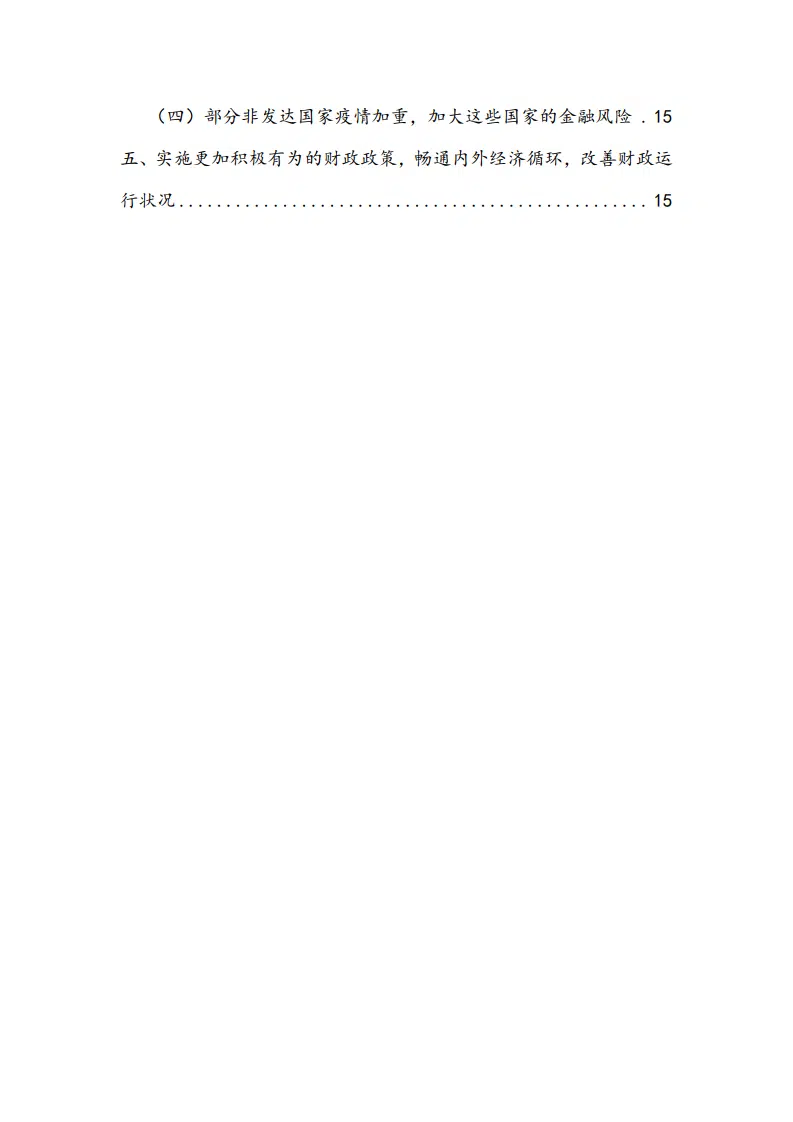 （四）部分非发达国家疫情加重，加大这些国家的金融风险 . 15
五、实施更加积极有为的财政政策，畅通内外经济循环，改善财政运
行状况.................................................. 15